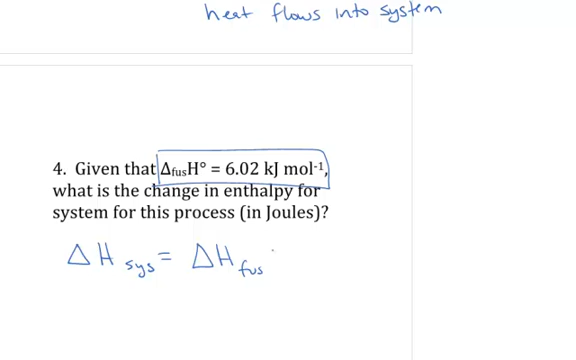 heat flows into system
4. Given that ΔfusH° = 6.02 kJ mol⁻¹,
what is the change in enthalpy for
system for this process (in Joules)?
ΔH sys = ΔH fus